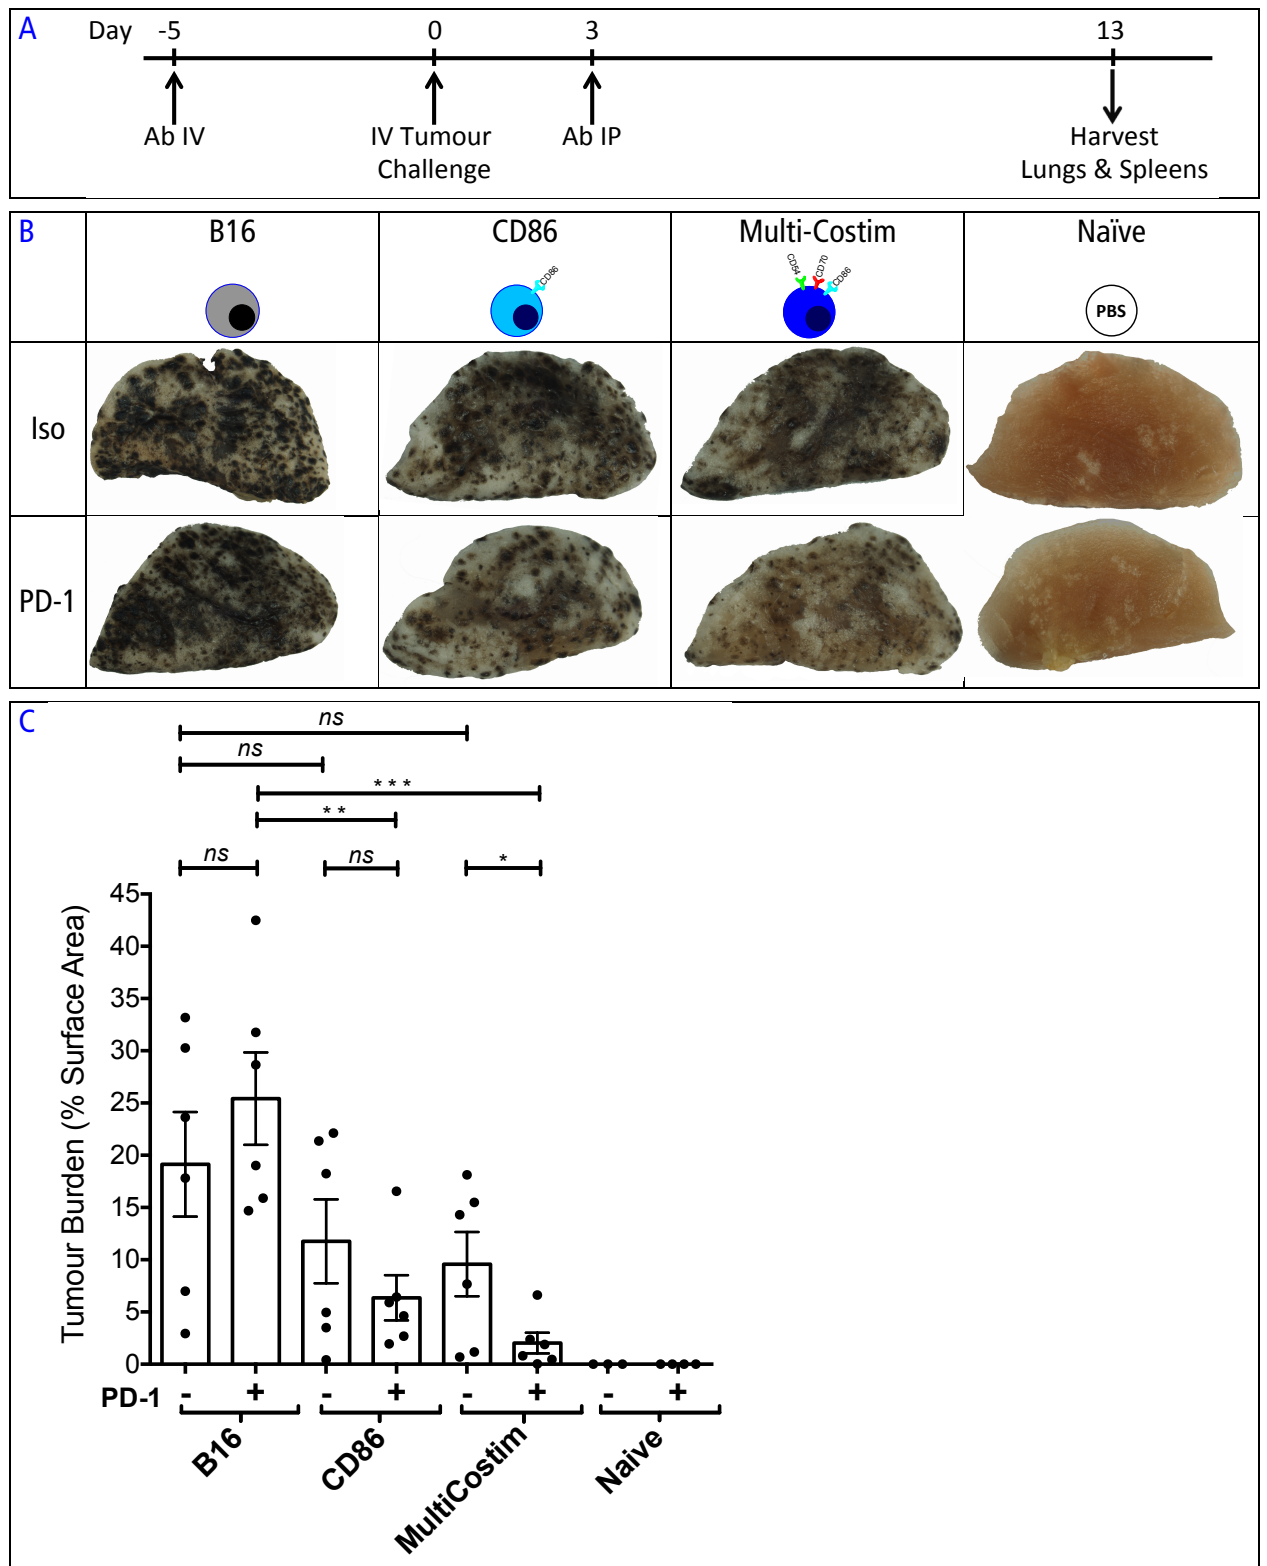 A
Day -5 0 3 13
Ab IV IV Tumour Ab IP Harvest
Challenge Lungs & Spleens
B B16 CD86 Multi-Costim Naïve
CD86 CD54 CD70 CD86 PBS
Iso
PD-1
C
ns
ns
***
**
ns ns *
Tumour Burden (% Surface Area)
45
40
35
30
25
20
15
10
5
0
PD-1 - + - + - + - +
B16 CD86 MultiCostim Naive